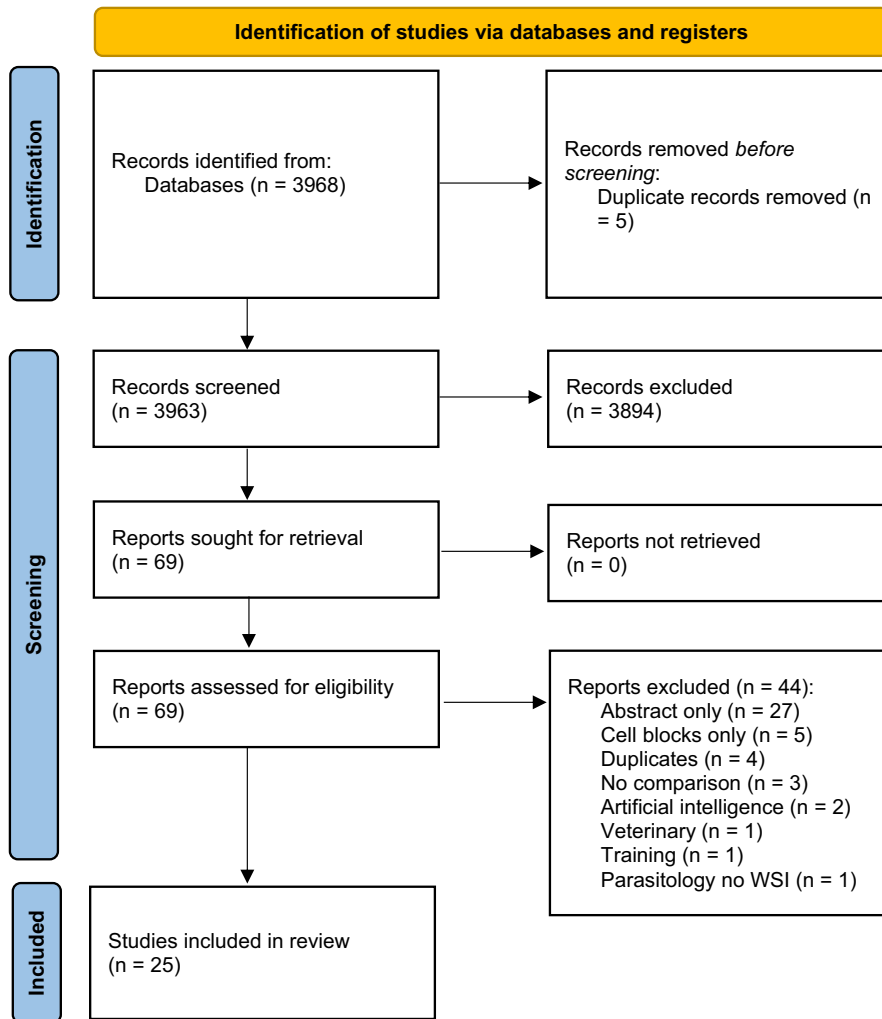 Identification of studies via databases and registers
Identification
Records identified from:
Databases (n = 3968)
Records removed before
screening:
Duplicate records removed (n
= 5)
Screening
Records screened
(n = 3963)
Records excluded
(n = 3894)
Reports sought for retrieval
(n = 69)
Reports not retrieved
(n = 0)
Reports assessed for eligibility
(n = 69)
Reports excluded (n = 44):
Abstract only (n = 27)
Cell blocks only (n = 5)
Duplicates (n = 4)
No comparison (n = 3)
Artificial intelligence (n = 2)
Veterinary (n = 1)
Training (n = 1)
Parasitology no WSI (n = 1)
Included
Studies included in review
(n = 25)